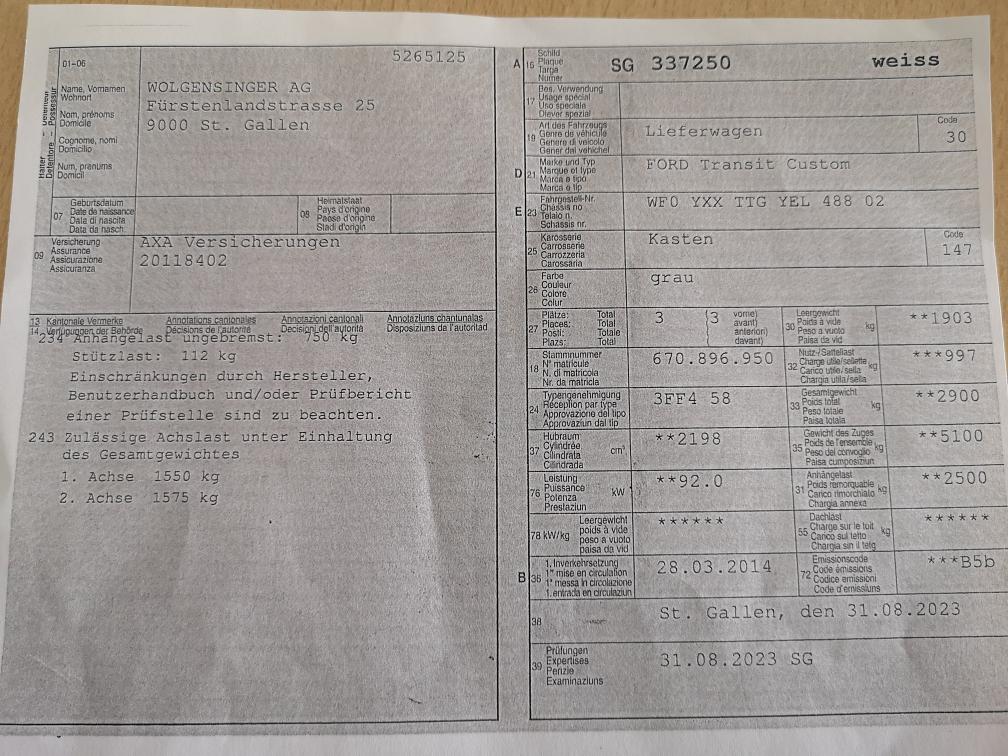 5265125
01-06
Name, Vornamen
Wohnort
Nom, prénoms
Domicile
Cognome, nomi
Domicilio
Num, pranums
Domicil
WOLGENSINGER AG
Fürstenlandstrasse 25
9000 St. Gallen
07 Geburtsdatum
Date de naissance
Data di nascita
Data da nasch.
08 Heimatstaat
Pays d'origine
Paese d'origine
Stadi d'origin
09 Versicherung
Assurance
Assicurazione
Assicuranza
AXA Versicherungen
20118402
13 Kantonale Vermerke Annotations cantonales Annotazioni cantonali Annotaziuns chantunalas
14 Verfügungen der Behörde Décisions de l'autorité Decisioni dell'autorità Disposiziuns da l'autoritad
234 Anhängelast ungebremst: 750 kg
Stützlast: 112 kg
Einschränkungen durch Hersteller,
Benutzerhandbuch und/oder Prüfbericht
einer Prüfstelle sind zu beachten.
243 Zulässige Achslast unter Einhaltung
des Gesamtgewichtes
1. Achse 1550 kg
2. Achse 1575 kg
A 15 Schild
Plaque
Targa
Numer
SG 337250 weiss
17 Bes. Verwendung
Usage spécial
Uso speciale
Diever spezial
19 Art des Fahrzeugs
Genre de véhicule
Genere di veicolo
Gener dal vehichel
Lieferwagen
Code
30
D 21 Marke und Typ
Marque et type
Marca e tipo
Marca e tip
FORD Transit Custom
E 23 Fahrgestell-Nr.
Châssis no
Telaio n.
Schassis nr.
WF0 YXX TTG YEL 488 02
25 Karosserie
Carrosserie
Carrozzeria
Carossaria
Kasten
Code
147
26 Farbe
Couleur
Colore
Colur
grau
27 Plätze: Total
Places: Total
Posti: Totale
Plazs: Total
3 (3 vorne)
avant)
anteriori)
davant)
30 Leergewicht
Poids à vide
Peso a vuoto
Paisa da vid
kg
**1903
18 Stammnummer
N° matricule
N. di matricola
Nr. da matricla
670.896.950
32 Nutz-/Sattellast
Charge utile/sellette
Carico utile/sella
Chargia utila/sella
kg
***997
24 Typengenehmigung
Réception par type
Approvazione del tipo
Approvaziun dal tip
3FF4 58
33 Gesamtgewicht
Poids total
Peso totale
Paisa totala
kg
**2900
37 Hubraum
Cylindrée
Cilindrata
Cilindrada
cm³
**2198
35 Gewicht des Zuges
Poids de l'ensemble
Peso del convoglio
Paisa cumposiziun
kg
**5100
76 Leistung
Puissance
Potenza
Prestaziun
kW
**92.0
31 Anhängelast
Poids remorquable
Carico rimorchiato
Chargia annexa
kg
**2500
78 kW/kg Leergewicht
poids à vide
peso a vuoto
paisa da vid
******
55 Dachlast
Charge sur le toit
Carico sul tetto
Chargia sin il tetg
kg
******
B 36 1. Inverkehrsetzung
1re mise en circulation
1a messa in circolazione
1. entrada en circulaziun
28.03.2014
72 Emissionscode
Code émissions
Codice emissioni
Code d'emissiuns
***B5b
38 St. Gallen, den 31.08.2023
39 Prüfungen
Expertises
Perizie
Examinaziuns
31.08.2023 SG